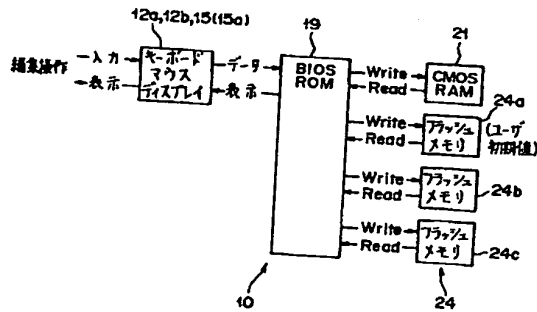 12a,12b,15(15a)
19
21
編集操作
入力
表示
キーボード
マウス
ディスプレイ
データ
表示
BIOS
ROM
Write
Read
CMOS
RAM
24a
Write
Read
フラッシュ
メモリ
(ユーザ
初期値)
Write
Read
フラッシュ
メモリ
24b
Write
Read
フラッシュ
メモリ
24c
10
24